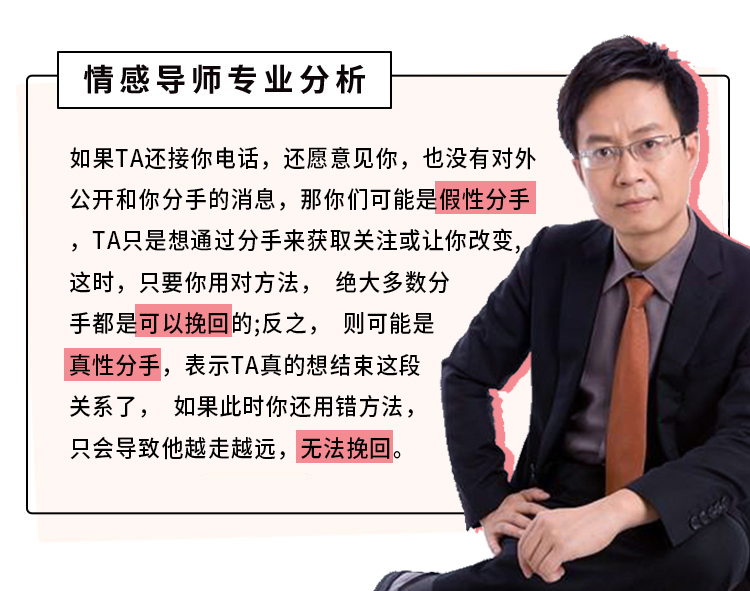 情感导师专业分析
如果TA还接你电话，还愿意见你，也没有对外
公开和你分手的消息，那你们可能是假性分手
，TA只是想通过分手来获取关注或让你改变,
这时，只要你用对方法， 绝大多数分
手都是可以挽回的;反之， 则可能是
真性分手，表示TA真的想结束这段
关系了， 如果此时你还用错方法，
只会导致他越走越远，无法挽回。